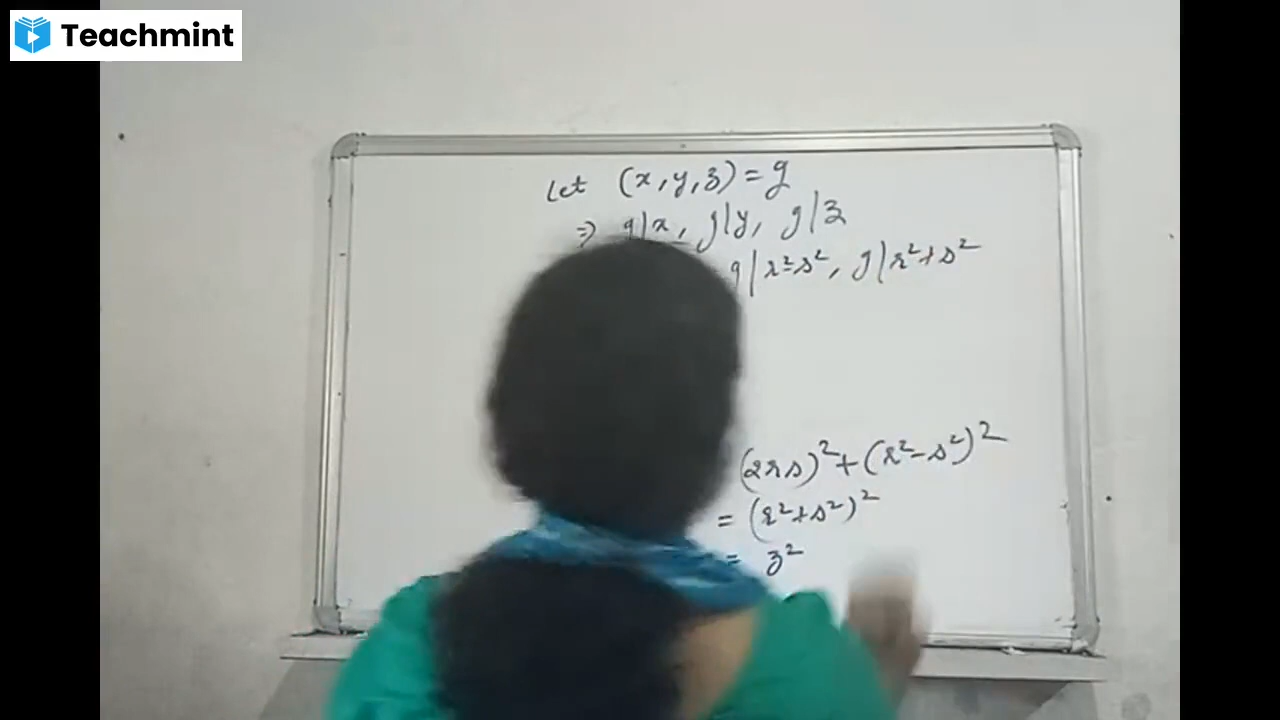 Teachmint
Let (x, y, z) = g
⇒ g|x, g|y, g|z
g|r²-s², g|r²+s²
(2rs)² + (r²-s²)²
= (r²+s²)²
= z²